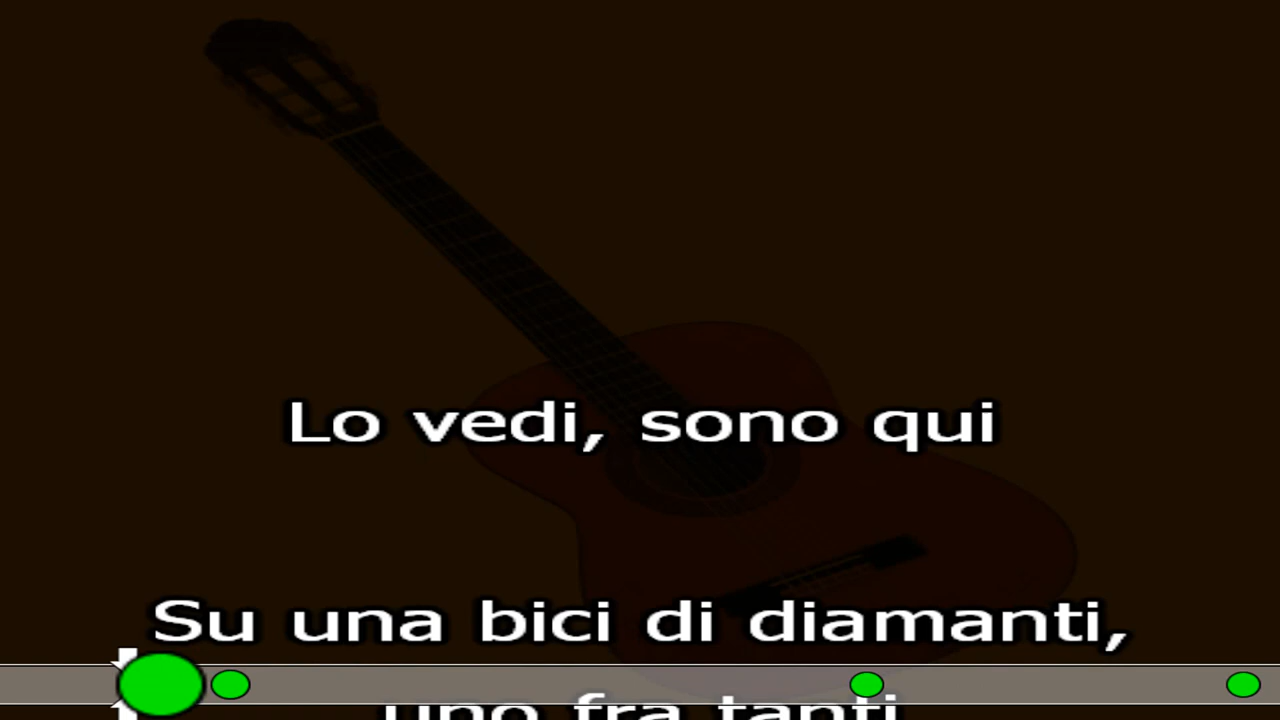 Lo vedi, sono qui
Su una bici di diamanti,
uno fra tanti